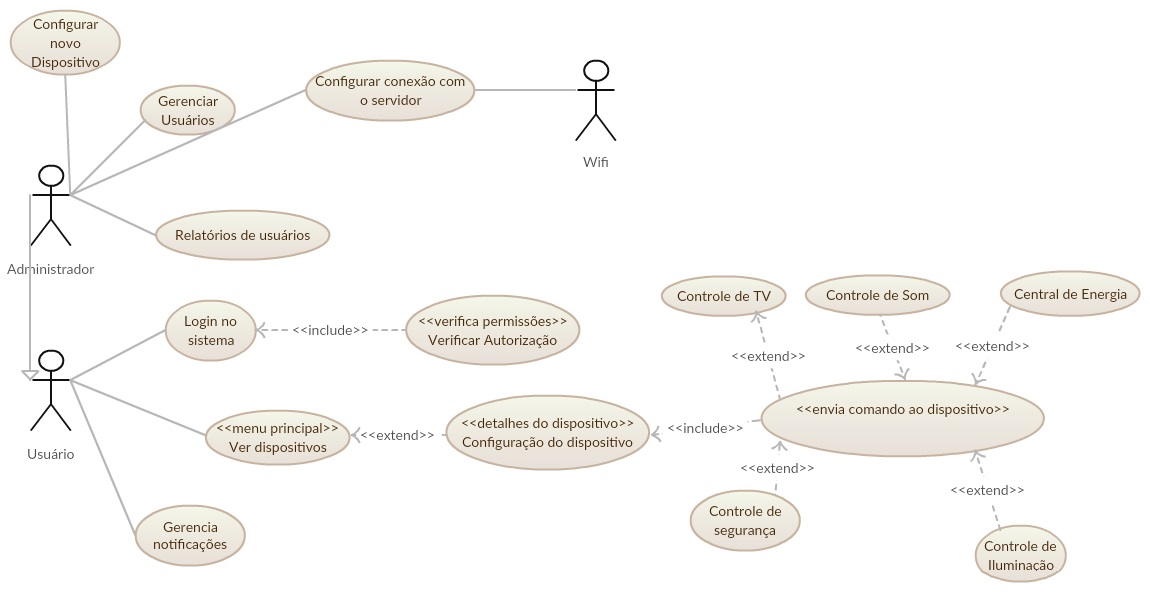 Configurar
novo
Dispositivo
Gerenciar
Usuários
Configurar conexão com
o servidor
Wifi
Administrador
Relatórios de usuários
Login no
sistema
<<include>>
<<verifica permissões>>
Verificar Autorização
Controle de TV
Controle de Som
Central de Energia
<<extend>>
<<extend>>
<<extend>>
Usuário
<<menu principal>>
Ver dispositivos
<<extend>>
<<detalhes do dispositivo>>
Configuração do dispositivo
<<include>>
<<envia comando ao dispositivo>>
<<extend>>
<<extend>>
Controle de
segurança
Controle de
Iluminação
Gerencia
notificações